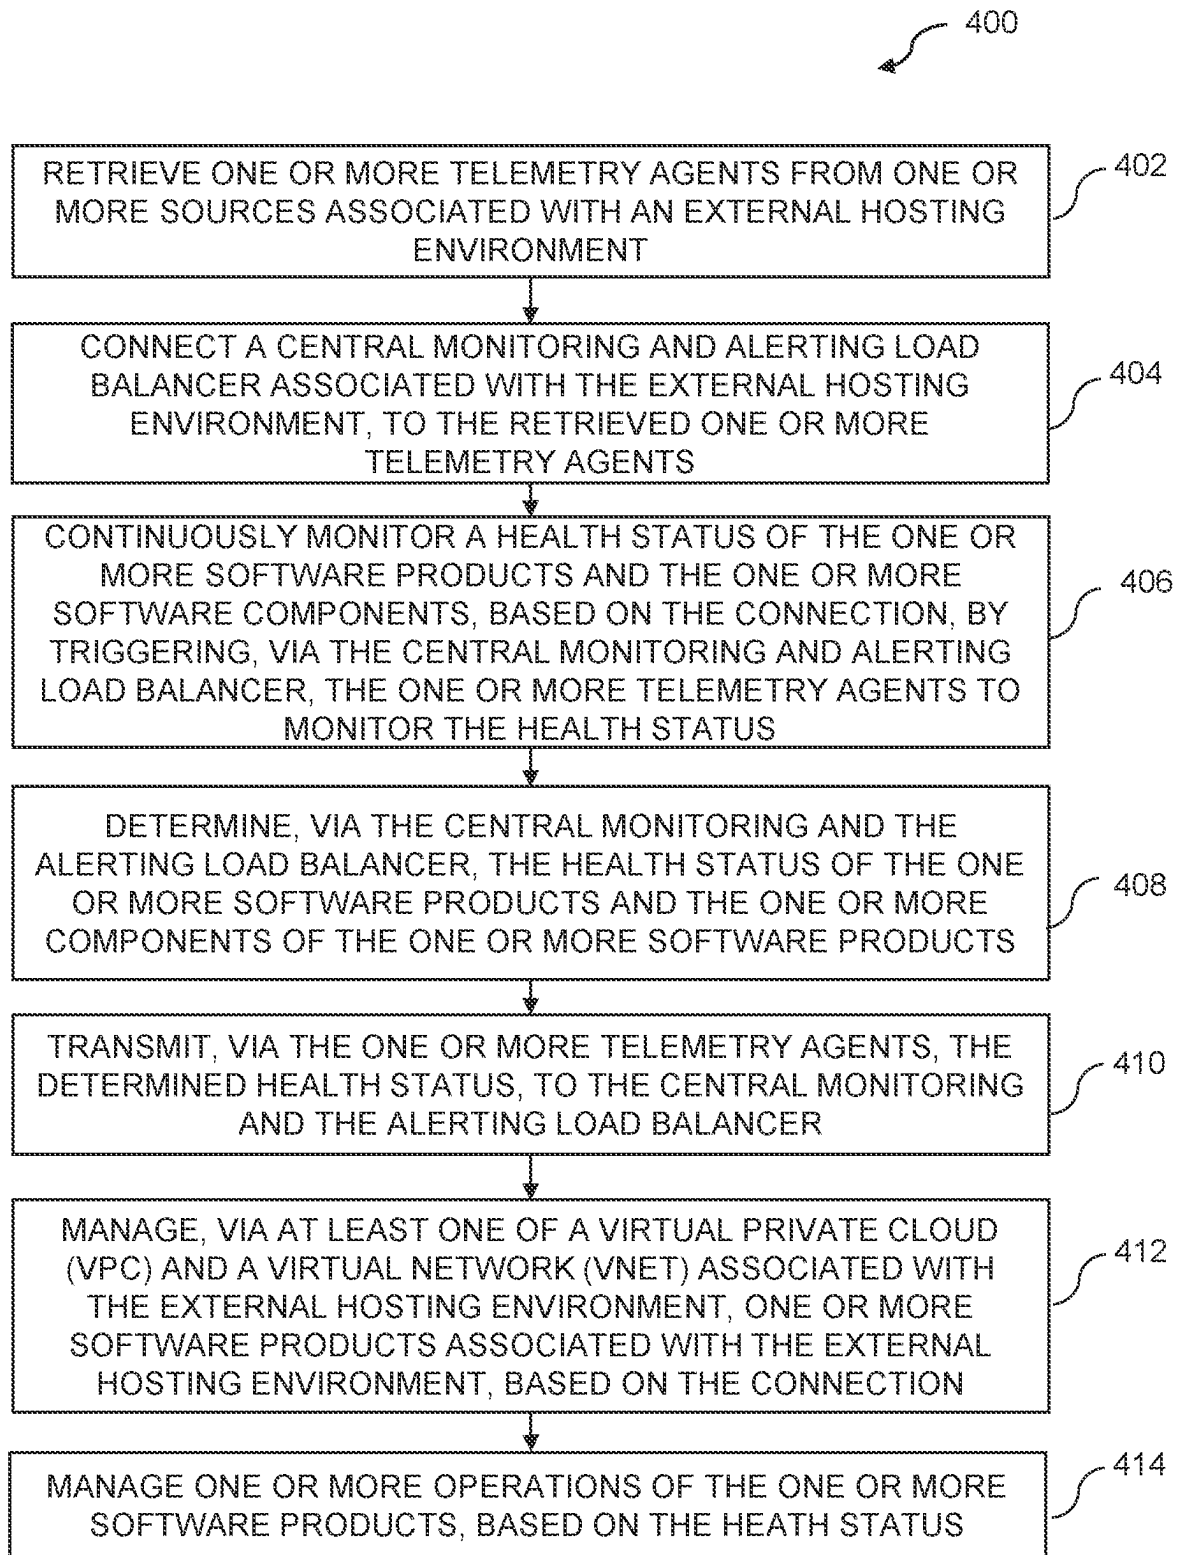 400
RETRIEVE ONE OR MORE TELEMETRY AGENTS FROM ONE OR
MORE SOURCES ASSOCIATED WITH AN EXTERNAL HOSTING
ENVIRONMENT
402
CONNECT A CENTRAL MONITORING AND ALERTING LOAD
BALANCER ASSOCIATED WITH THE EXTERNAL HOSTING
ENVIRONMENT, TO THE RETRIEVED ONE OR MORE
TELEMETRY AGENTS
404
CONTINUOUSLY MONITOR A HEALTH STATUS OF THE ONE OR
MORE SOFTWARE PRODUCTS AND THE ONE OR MORE
SOFTWARE COMPONENTS, BASED ON THE CONNECTION, BY
TRIGGERING, VIA THE CENTRAL MONITORING AND ALERTING
LOAD BALANCER, THE ONE OR MORE TELEMETRY AGENTS TO
MONITOR THE HEALTH STATUS
406
DETERMINE, VIA THE CENTRAL MONITORING AND THE
ALERTING LOAD BALANCER, THE HEALTH STATUS OF THE ONE
OR MORE SOFTWARE PRODUCTS AND THE ONE OR MORE
COMPONENTS OF THE ONE OR MORE SOFTWARE PRODUCTS
408
TRANSMIT, VIA THE ONE OR MORE TELEMETRY AGENTS, THE
DETERMINED HEALTH STATUS, TO THE CENTRAL MONITORING
AND THE ALERTING LOAD BALANCER
410
MANAGE, VIA AT LEAST ONE OF A VIRTUAL PRIVATE CLOUD
(VPC) AND A VIRTUAL NETWORK (VNET) ASSOCIATED WITH
THE EXTERNAL HOSTING ENVIRONMENT, ONE OR MORE
SOFTWARE PRODUCTS ASSOCIATED WITH THE EXTERNAL
HOSTING ENVIRONMENT, BASED ON THE CONNECTION
412
MANAGE ONE OR MORE OPERATIONS OF THE ONE OR MORE
SOFTWARE PRODUCTS, BASED ON THE HEATH STATUS
414